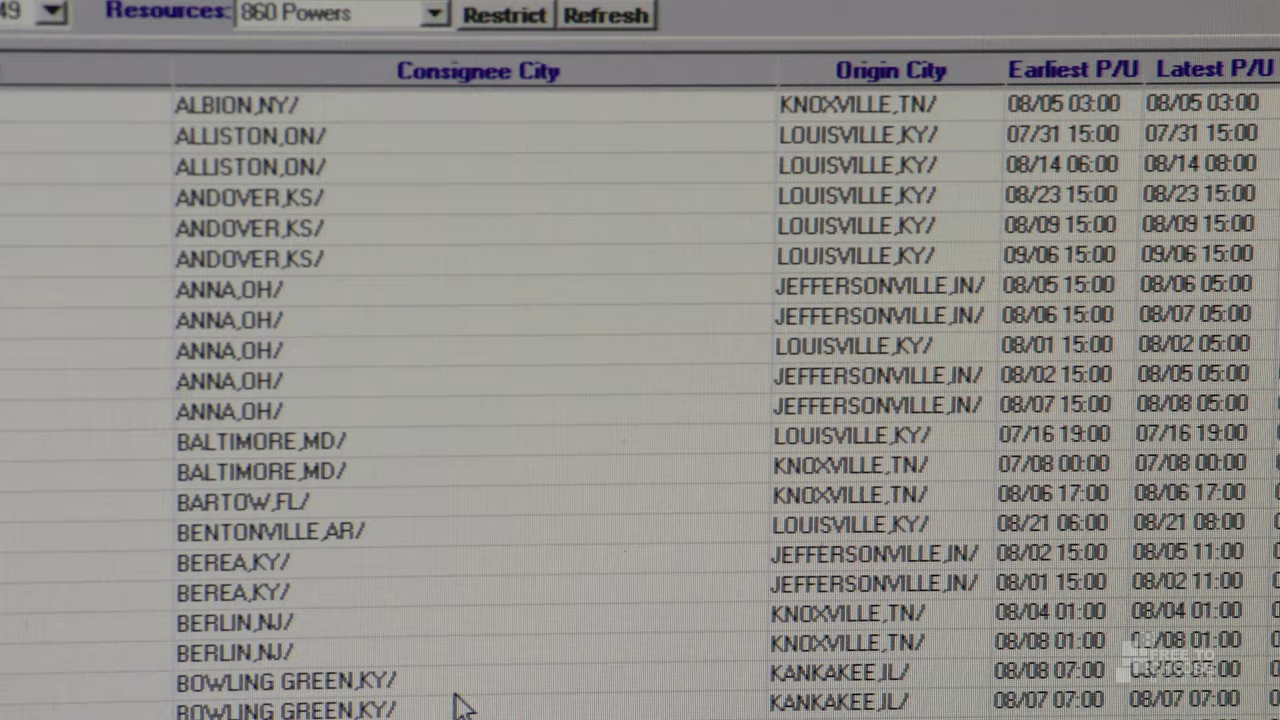 49 Resources: 860 Powers Restrict Refresh
Consignee City Origin City Earliest P/U Latest P/U
ALBION,NY/ KNOXVILLE,TN/ 08/05 03:00 08/05 03:00
ALLISTON,ON/ LOUISVILLE,KY/ 07/31 15:00 07/31 15:00
ALLISTON,ON/ LOUISVILLE,KY/ 08/14 06:00 08/14 08:00
ANDOVER,KS/ LOUISVILLE,KY/ 08/23 15:00 08/23 15:00
ANDOVER,KS/ LOUISVILLE,KY/ 08/09 15:00 08/09 15:00
ANDOVER,KS/ LOUISVILLE,KY/ 09/06 15:00 09/06 15:00
ANNA,OH/ JEFFERSONVILLE,IN/ 08/05 15:00 08/06 05:00
ANNA,OH/ JEFFERSONVILLE,IN/ 08/06 15:00 08/07 05:00
ANNA,OH/ LOUISVILLE,KY/ 08/01 15:00 08/02 05:00
ANNA,OH/ JEFFERSONVILLE,IN/ 08/02 15:00 08/05 05:00
ANNA,OH/ JEFFERSONVILLE,IN/ 08/07 15:00 08/08 05:00
BALTIMORE,MD/ LOUISVILLE,KY/ 07/16 19:00 07/16 19:00
BALTIMORE,MD/ KNOXVILLE,TN/ 07/08 00:00 07/08 00:00
BARTOW,FL/ KNOXVILLE,TN/ 08/06 17:00 08/06 17:00
BENTONVILLE,AR/ LOUISVILLE,KY/ 08/21 06:00 08/21 08:00
BEREA,KY/ JEFFERSONVILLE,IN/ 08/02 15:00 08/05 11:00
BEREA,KY/ JEFFERSONVILLE,IN/ 08/01 15:00 08/02 11:00
BERLIN,NJ/ KNOXVILLE,TN/ 08/04 01:00 08/04 01:00
BERLIN,NJ/ KNOXVILLE,TN/ 08/08 01:00 08/08 01:00
BOWLING GREEN,KY/ KANKAKEE,IL/ 08/08 07:00
BOWLING GREEN,KY/ KANKAKEE,IL/ 08/07 07:00 08/07 07:00
FREE TO
CHOOSE